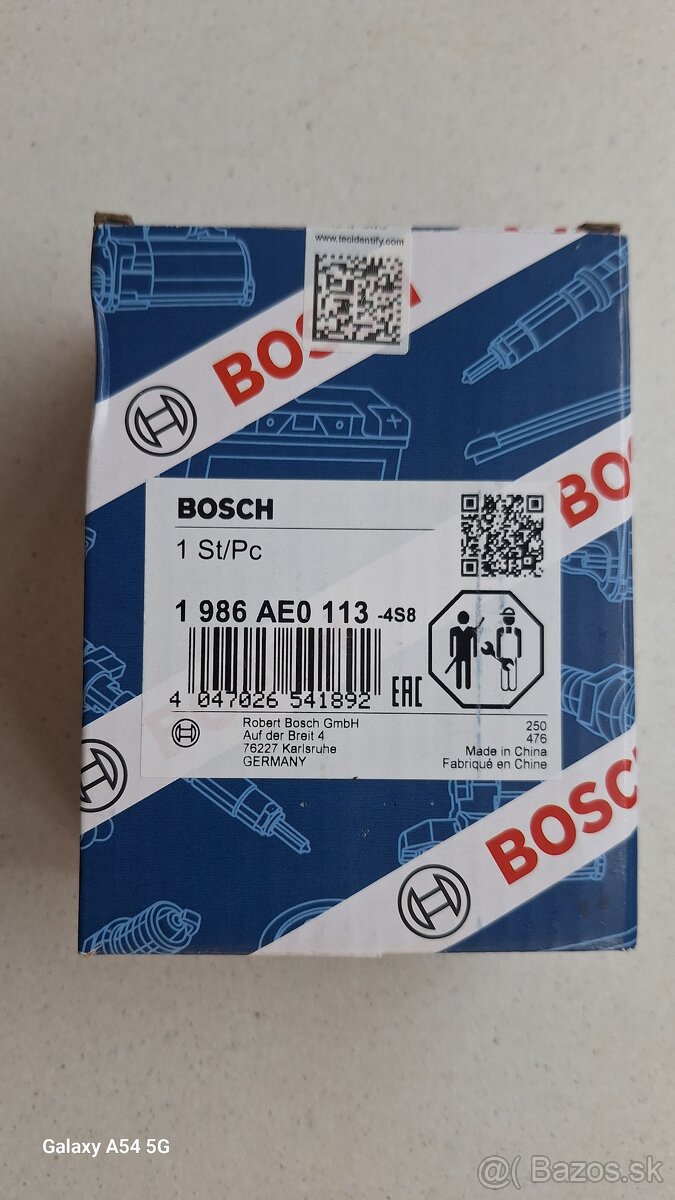 www.tecidentify.com
BOSCH
BOSCH
1 St/Pc
BO
1 986 AE0 113 -4S8
4 047026 541892
EAC
Robert Bosch GmbH
Auf der Breit 4
76227 Karlsruhe
GERMANY
250
476
Made in China
Fabriqué en Chine
BOSC
Galaxy A54 5G
@( Bazos.sk